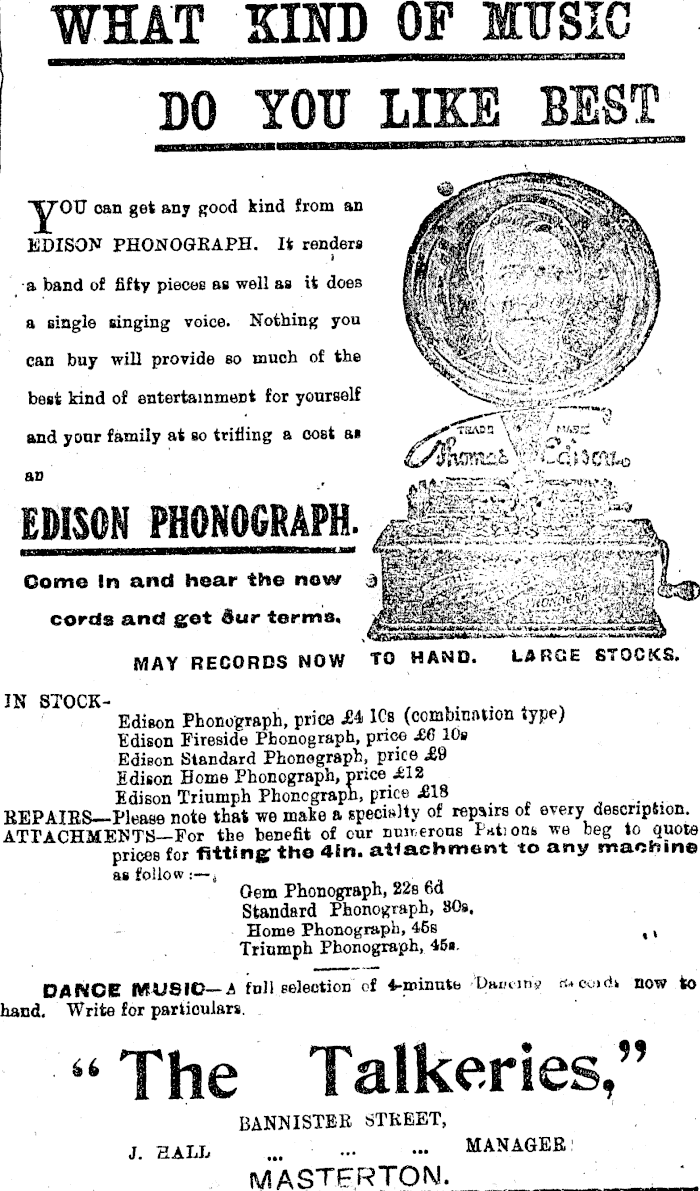 WHAT KIND OF MUSIC
DO YOU LIKE BEST
YOU can get any good kind from an
EDISON PHONOGRAPH. It renders
a band of fifty pieces as well as it does
a single singing voice. Nothing you
can buy will provide so much of the
best kind of entertainment for yourself
and your family at so trifling a cost as
an
EDISON PHONOGRAPH.
Come In and hear the new
cords and get our terms.
TRADE MARK
Thomas Edison
MAY RECORDS NOW TO HAND. LARGE STOCKS.
IN STOCK-
Edison Phonograph, price £4 10s (combination type)
Edison Fireside Phonograph, price £6 10s
Edison Standard Phonograph, price £9
Edison Home Phonograph, price £12
Edison Triumph Phonograph, price £18
REPAIRS—Please note that we make a specialty of repairs of every description.
ATTACHMENTS—For the benefit of our numerous Patrons we beg to quote
prices for fitting the 4in. attachment to any machine
as follow:—
Gem Phonograph, 22s 6d
Standard Phonograph, 30s.
Home Phonograph, 45s
Triumph Phonograph, 45s.
DANCE MUSIC—A full selection of 4-minute Dancing Records now to
hand. Write for particulars.
"The Talkeries,"
BANNISTER STREET,
J. HALL ... ... ... MANAGER
MASTERTON.